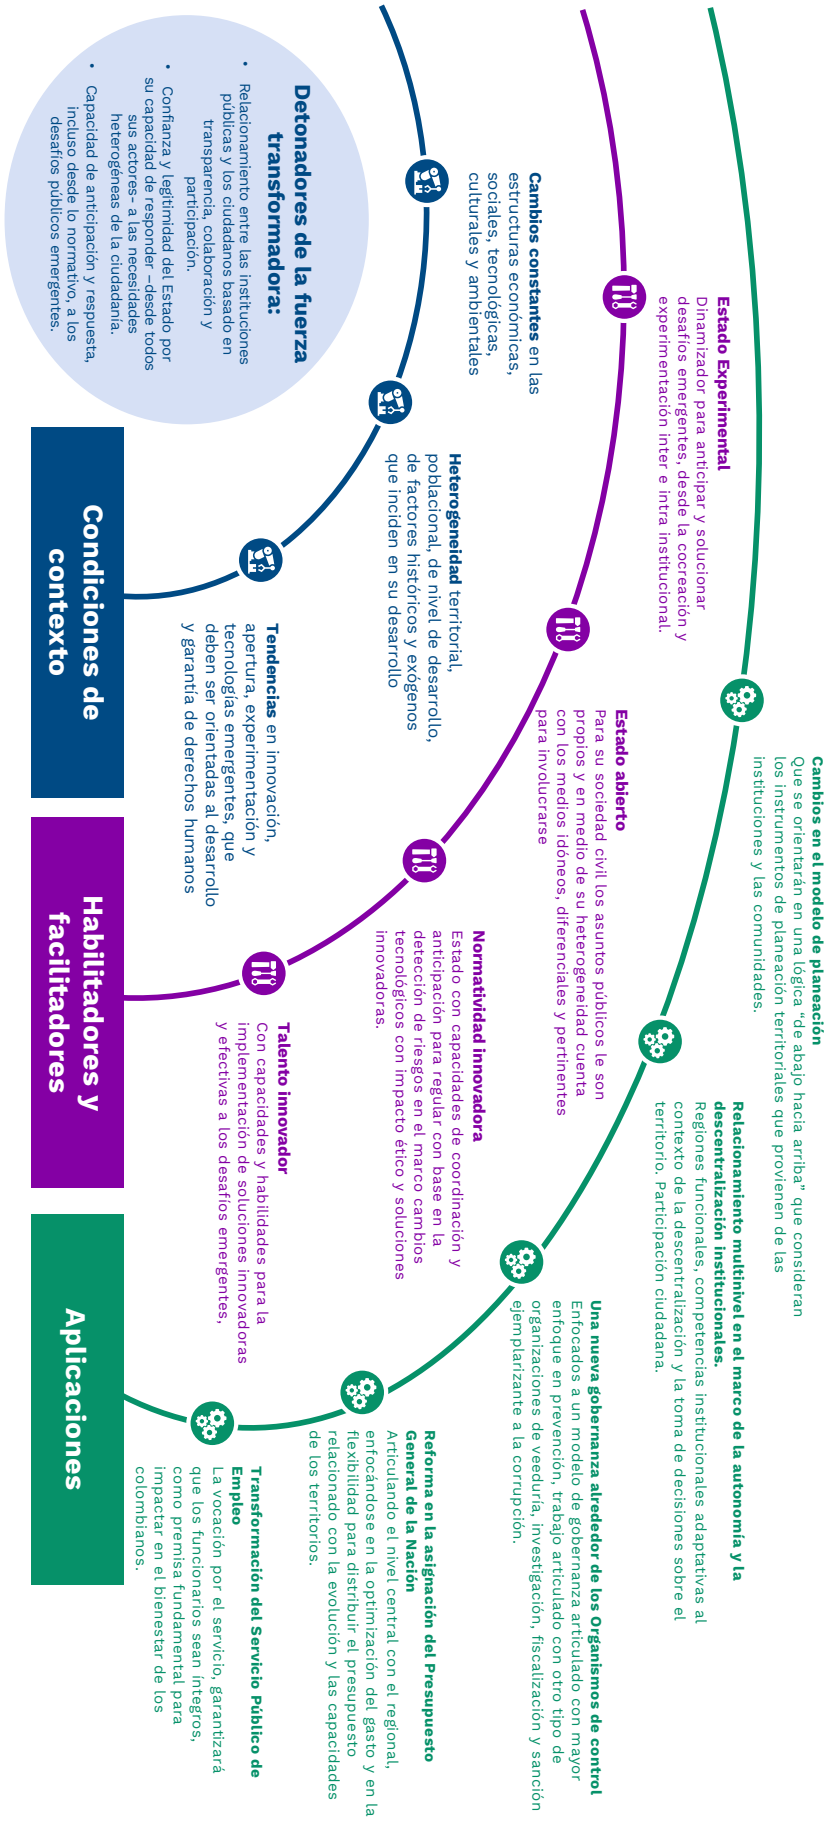 Detonadores de la fuerza
transformadora:
• Relacionamiento entre las instituciones
públicas y los ciudadanos basado en
transparencia, colaboración y
participación.
• Confianza y legitimidad del Estado por
su capacidad de responder –desde todos
sus actores- a las necesidades
heterogéneas de la ciudadanía.
• Capacidad de anticipación y respuesta,
incluso desde lo normativo, a los
desafíos públicos emergentes.
Cambios constantes en las
estructuras económicas,
sociales, tecnológicas,
culturales y ambientales
Heterogeneidad territorial,
poblacional, de nivel de desarrollo,
de factores históricos y exógenos
que inciden en su desarrollo
Tendencias en innovación,
apertura, experimentación y
tecnologías emergentes, que
deben ser orientadas al desarrollo
y garantía de derechos humanos
Condiciones de
contexto
Estado Experimental
Dinamizador para anticipar y solucionar
desafíos emergentes, desde la cocreación y
experimentación inter e intra institucional.
Estado abierto
Para su sociedad civil los asuntos públicos le son
propios y en medio de su heterogeneidad cuenta
con los medios idóneos, diferenciales y pertinentes
para involucrarse
Normatividad innovadora
Estado con capacidades de coordinación y
anticipación para regular con base en la
detección de riesgos en el marco cambios
tecnológicos con impacto ético y soluciones
innovadoras.
Talento innovador
Con capacidades y habilidades para la
implementación de soluciones innovadoras
y efectivas a los desafíos emergentes,
Habilitadores y
facilitadores
Cambios en el modelo de planeación
Que se orientarán en una lógica “de abajo hacia arriba” que consideran
los instrumentos de planeación territoriales que provienen de las
instituciones y las comunidades.
Relacionamiento multinivel en el marco de la autonomía y la
descentralización institucionales.
Regiones funcionales, competencias institucionales adaptativas al
contexto de la descentralización y la toma de decisiones sobre el
territorio. Participación ciudadana.
Una nueva gobernanza alrededor de los Organismos de control
Enfocados a un modelo de gobernanza articulado con mayor
enfoque en prevención, trabajo articulado con otro tipo de
organizaciones de veeduría, investigación, fiscalización y sanción
ejemplarizante a la corrupción.
Reforma en la asignación del Presupuesto
General de la Nación
Articulando el nivel central con el regional,
enfocándose en la optimización del gasto y en la
flexibilidad para distribuir el presupuesto
relacionado con la evolución y las capacidades
de los territorios.
Transformación del Servicio Público de
Empleo
La vocación por el servicio, garantizará
que los funcionarios sean íntegros,
como premisa fundamental para
impactar en el bienestar de los
colombianos.
Aplicaciones